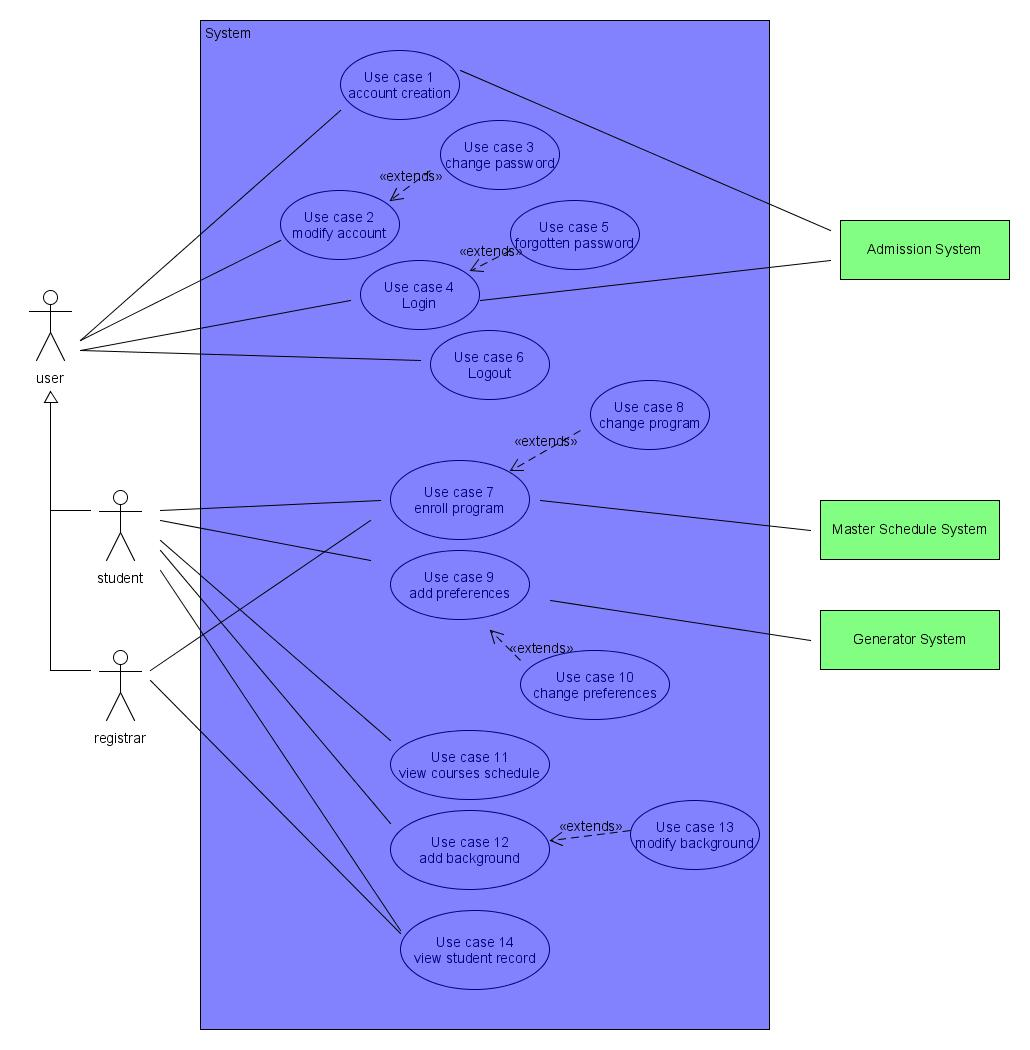 System
Use case 1
account creation
Use case 3
change password
«extends»
Use case 2
modify account
Use case 5
forgotten password
«extends»
Admission System
Use case 4
Login
Use case 6
Logout
user
Use case 8
change program
«extends»
Use case 7
enroll program
Master Schedule System
student
Use case 9
add preferences
Generator System
«extends»
Use case 10
change preferences
registrar
Use case 11
view courses schedule
«extends»
Use case 13
modify background
Use case 12
add background
Use case 14
view student record